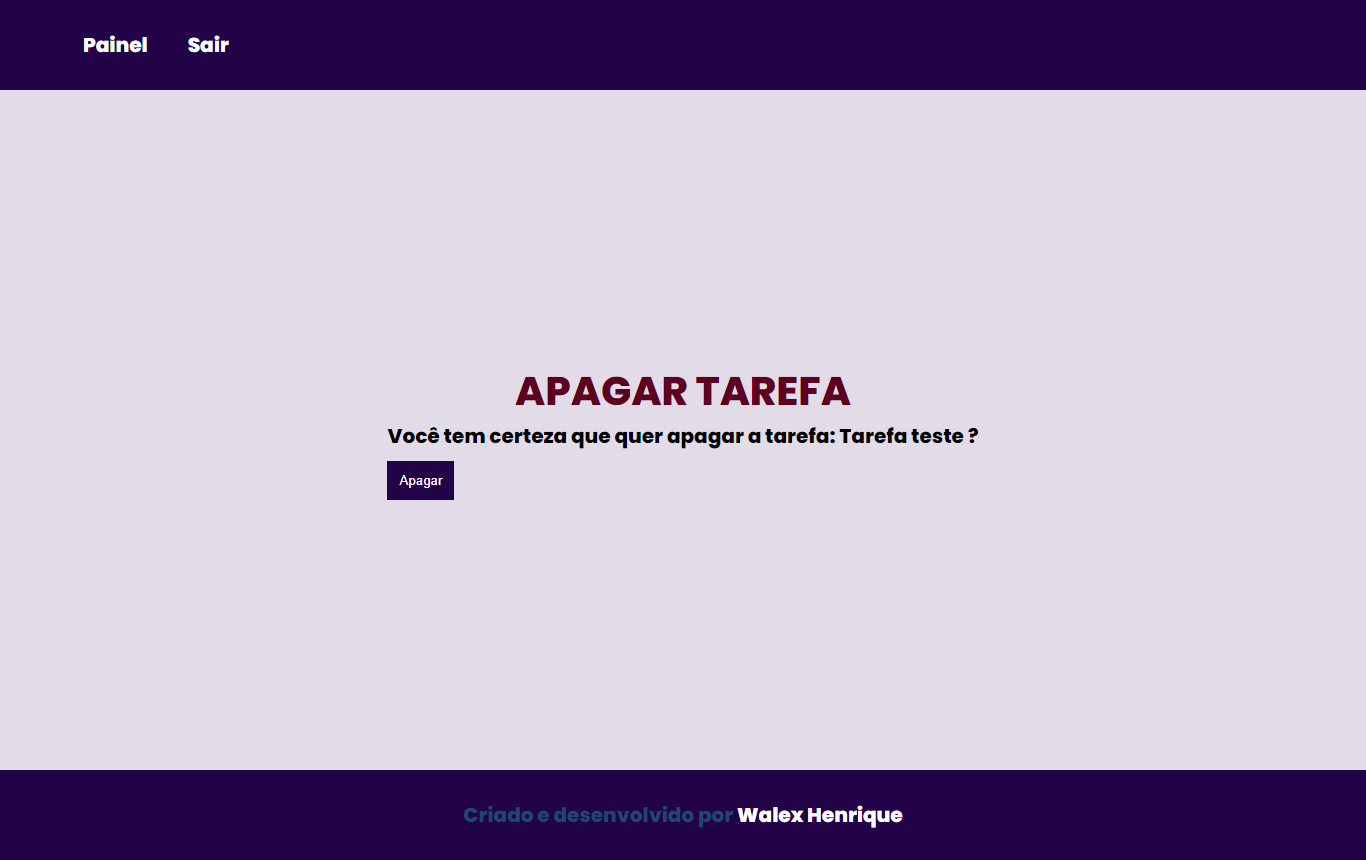 Painel Sair
APAGAR TAREFA
Você tem certeza que quer apagar a tarefa: Tarefa teste ?
Apagar
Criado e desenvolvido por Walex Henrique